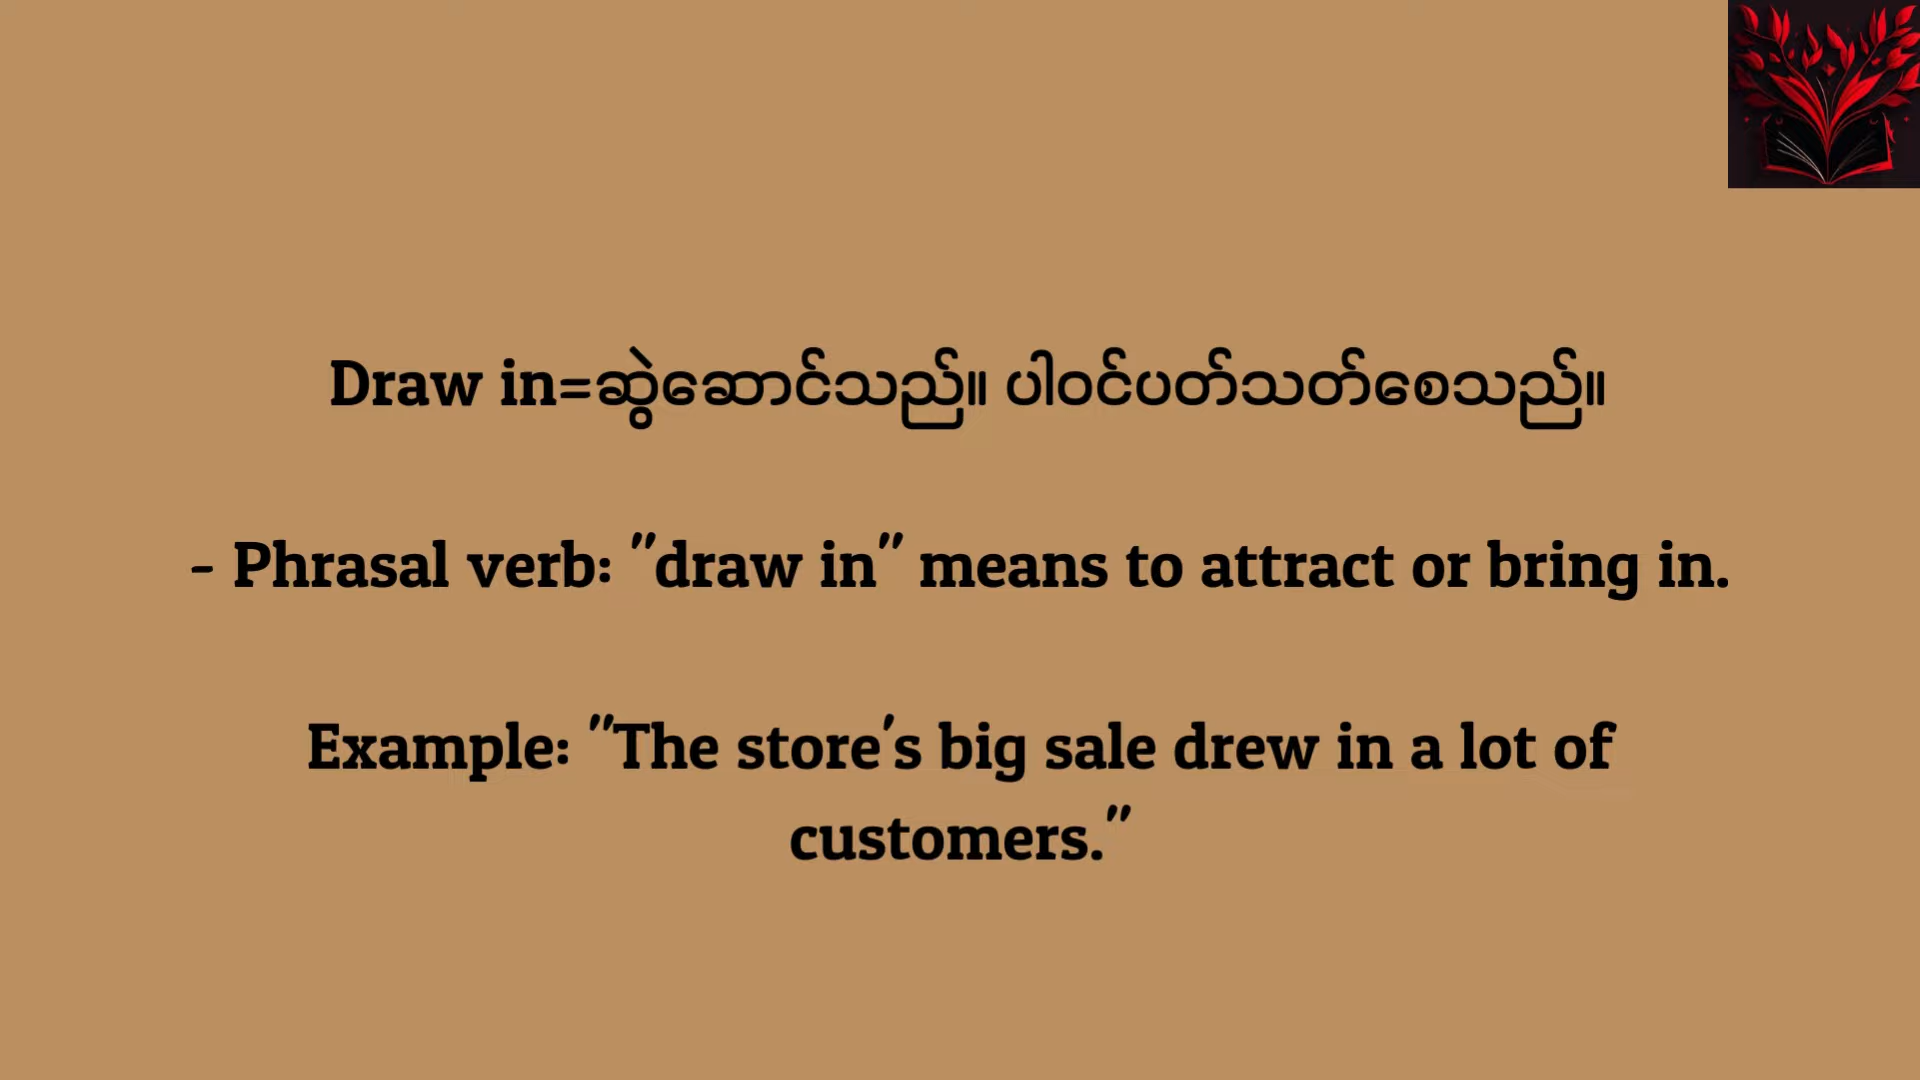 Draw in=ဆွဲဆောင်သည်။ ပါဝင်ပတ်သတ်စေသည်။
- Phrasal verb: "draw in" means to attract or bring in.
Example: "The store's big sale drew in a lot of
customers."